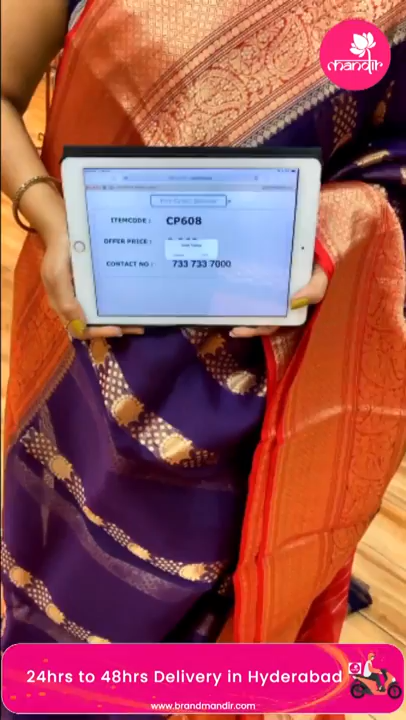 mandir
ITEMCODE : CP608
OFFER PRICE :
CONTACT NO : 733 733 7000
24hrs to 48hrs Delivery in Hyderabad
www.brandmandir.com